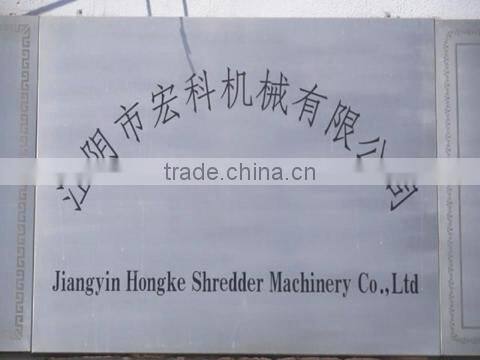 江阴市宏科机械有限公司
trade.china.cn
Jiangyin Hongke Shredder Machinery Co.,Ltd